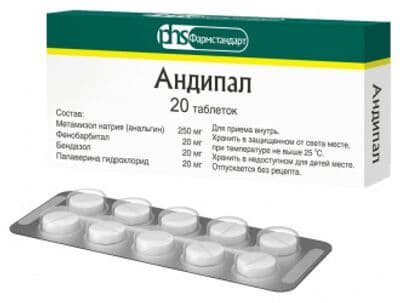 phs Фармстандарт
Андипал
20 таблеток
Состав:
Метамизол натрия (анальгин) 250 мг
Фенобарбитал 20 мг
Бендазол 20 мг
Папаверина гидрохлорид 20 мг
Для приема внутрь.
Хранить в защищенном от света месте,
при температуре не выше 25 °C.
Хранить в недоступном для детей месте.
Отпускается без рецепта.
Андипал